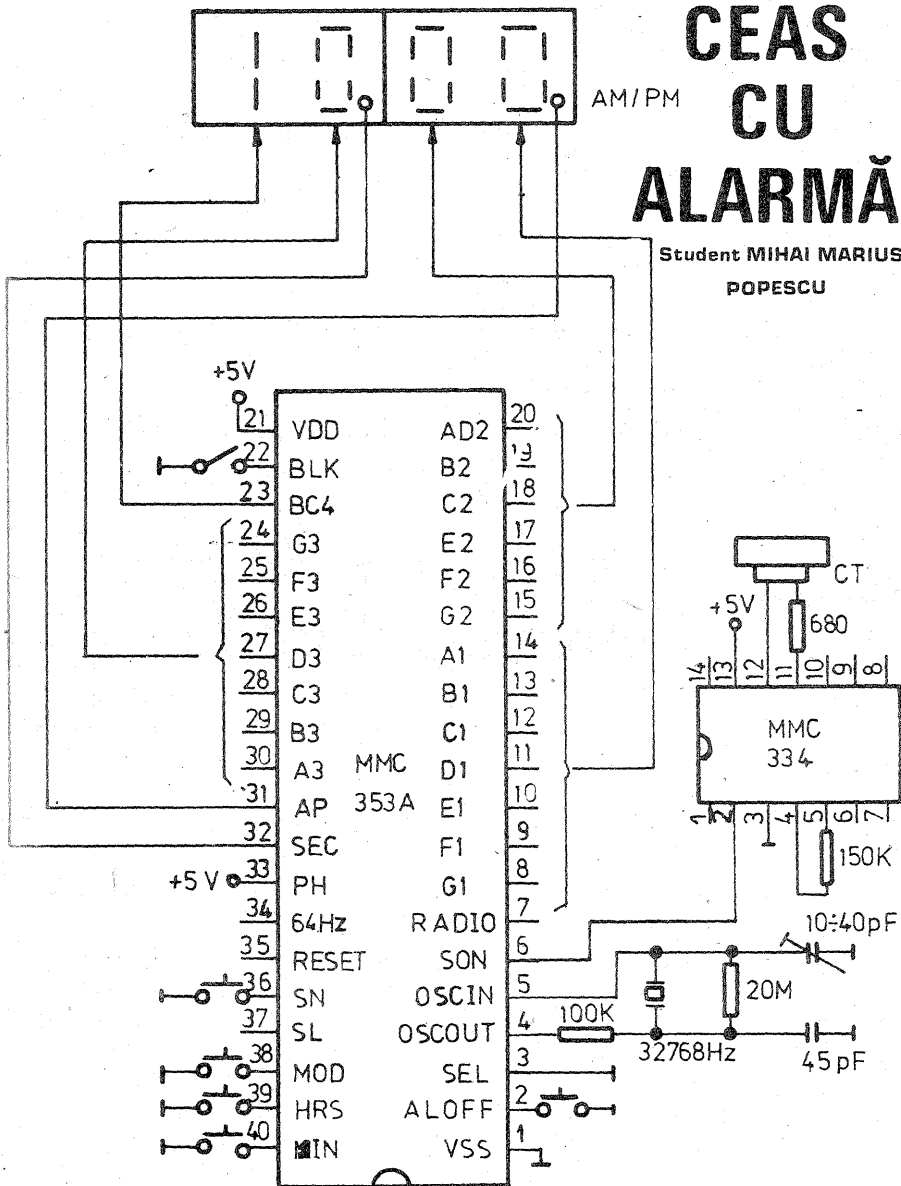 CEAS
CU
ALARMĂ
Student MIHAI MARIUS
POPESCU
AM/PM
+5V
21 VDD AD2 20
22 BLK B2 19
23 BC4 C2 18
24 G3 E2 17
25 F3 F2 16
26 E3 G2 15
27 D3 A1 14
28 C3 B1 13
29 B3 C1 12
30 A3 D1 11
MMC
353A
31 AP E1 10
32 SEC F1 9
+5V 33 PH G1 8
34 64Hz RADIO 7
35 RESET SON 6
36 SN OSCIN 5
37 SL OSCOUT 4
38 MOD SEL 3
39 HRS ALOFF 2
40 MIN VSS 1
CT
+5V
680
14 13 12 11 10 9 8
MMC
334
1 2 3 4 5 6 7
150K
10÷40pF
20M
100K
32768Hz
45pF